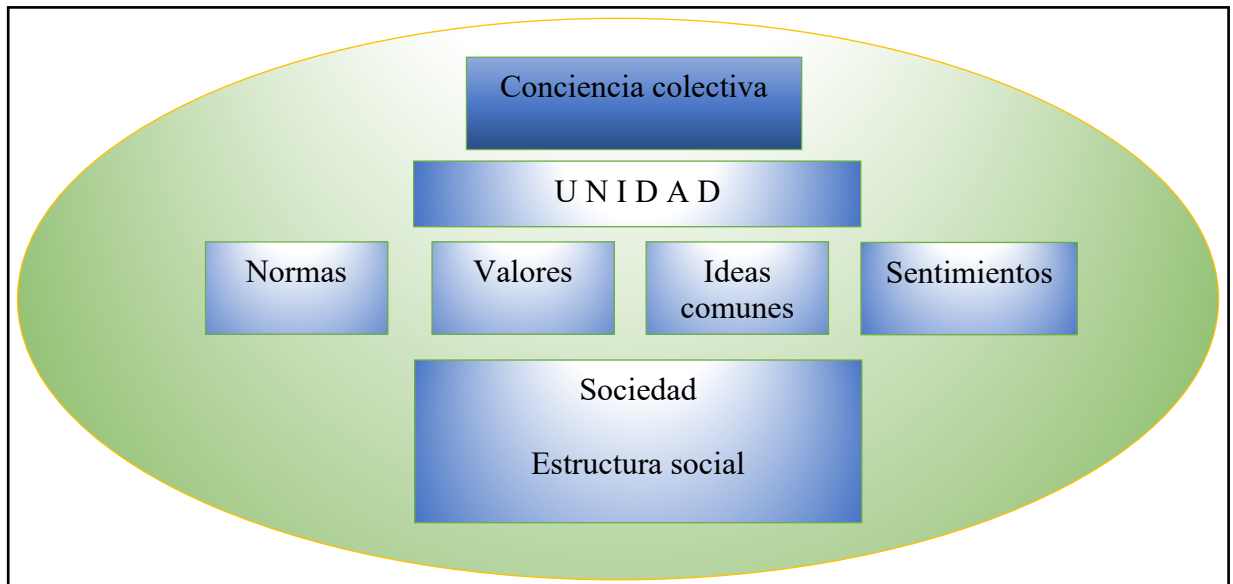 Conciencia colectiva
U N I D A D
Normas
Valores
Ideas
comunes
Sentimientos
Sociedad
Estructura social